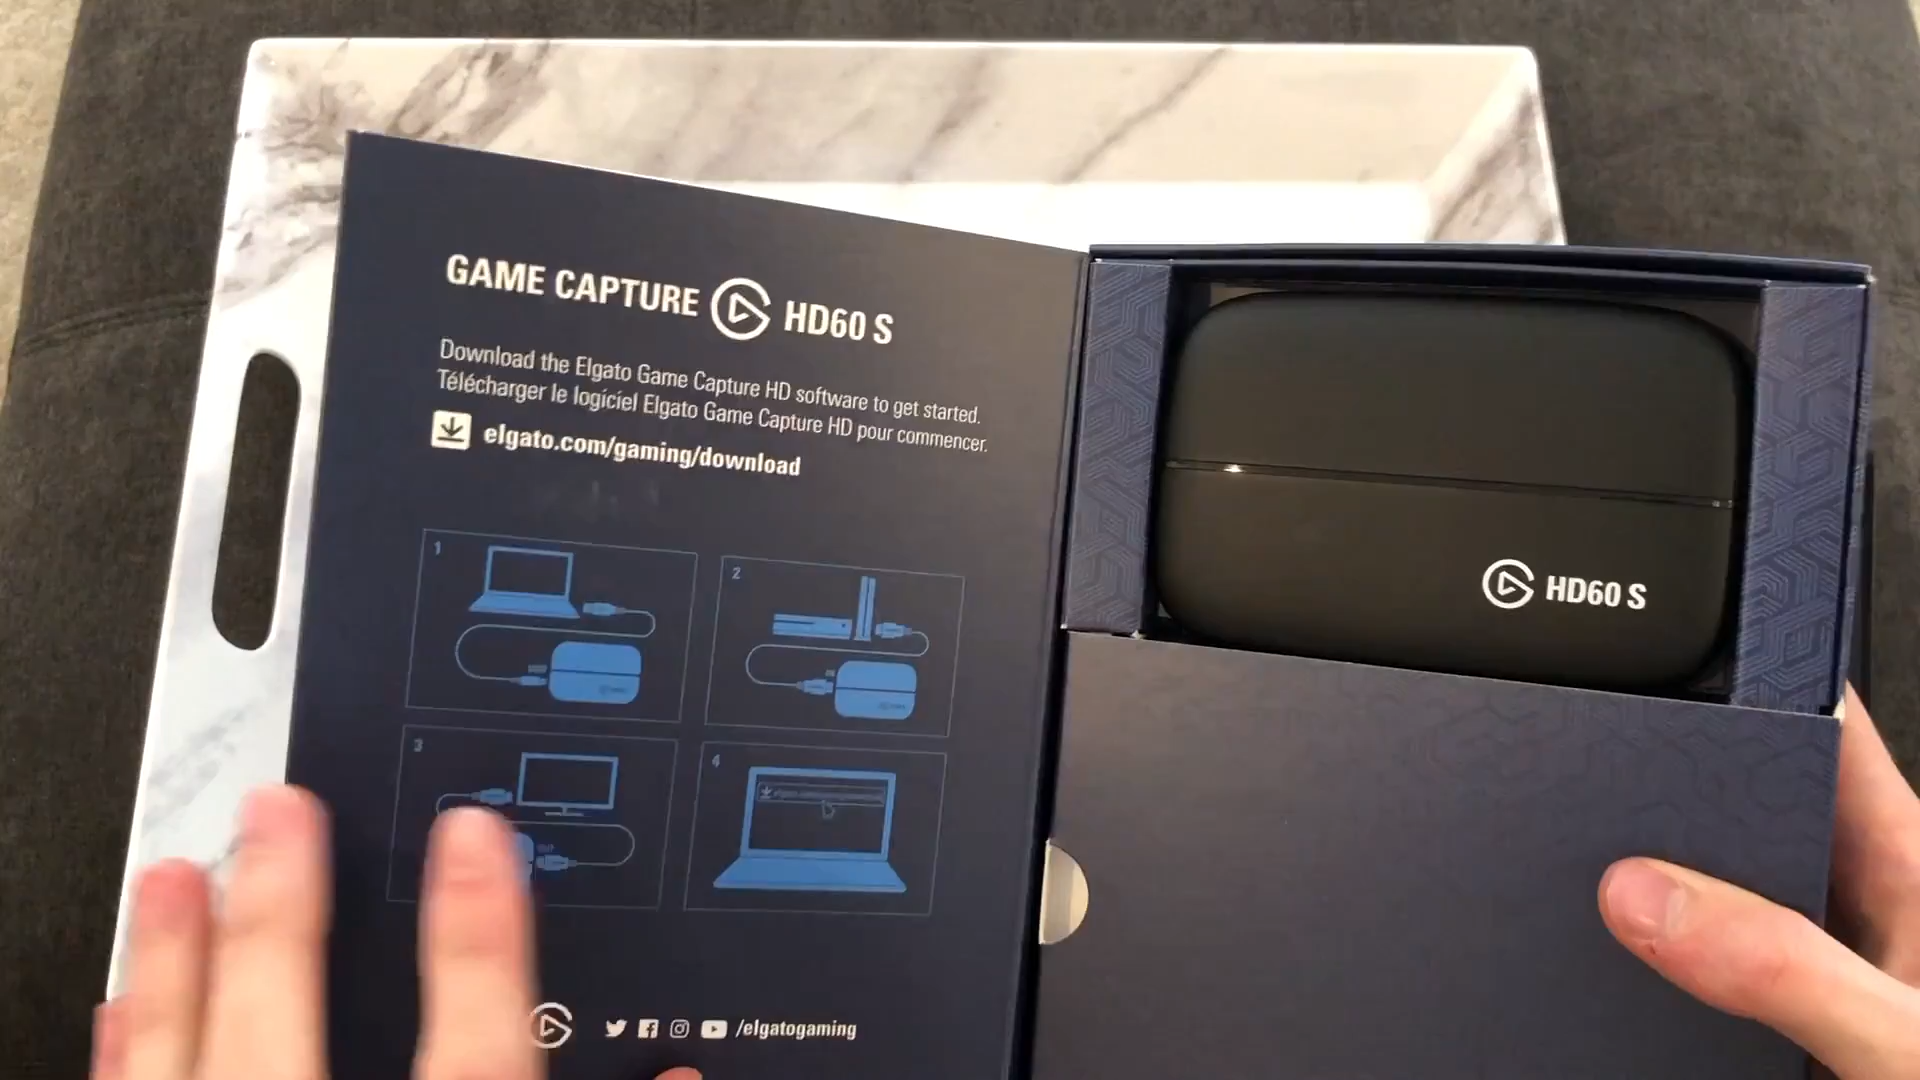 GAME CAPTURE HD60 S
Download the Elgato Game Capture HD software to get started.
Télécharger le logiciel Elgato Game Capture HD pour commencer.
elgato.com/gaming/download
1
2
3
4
/elgatogaming
HD60 S